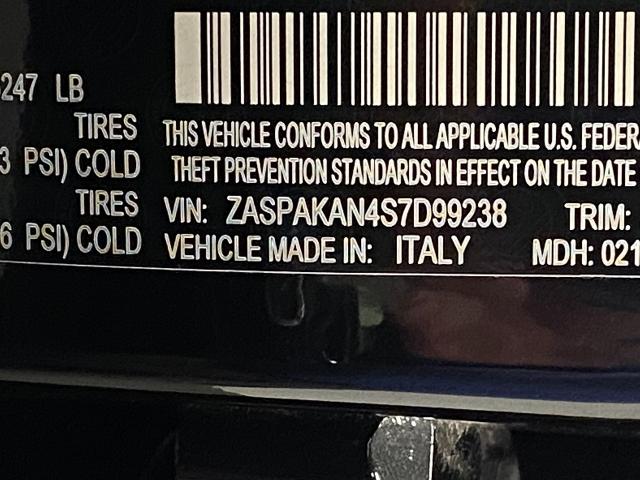 247 LB
TIRES
3 PSI) COLD
TIRES
6 PSI) COLD
THIS VEHICLE CONFORMS TO ALL APPLICABLE U.S. FEDERA
THEFT PREVENTION STANDARDS IN EFFECT ON THE DATE
VIN: ZASPAKAN4S7D99238 TRIM:
VEHICLE MADE IN: ITALY MDH: 021